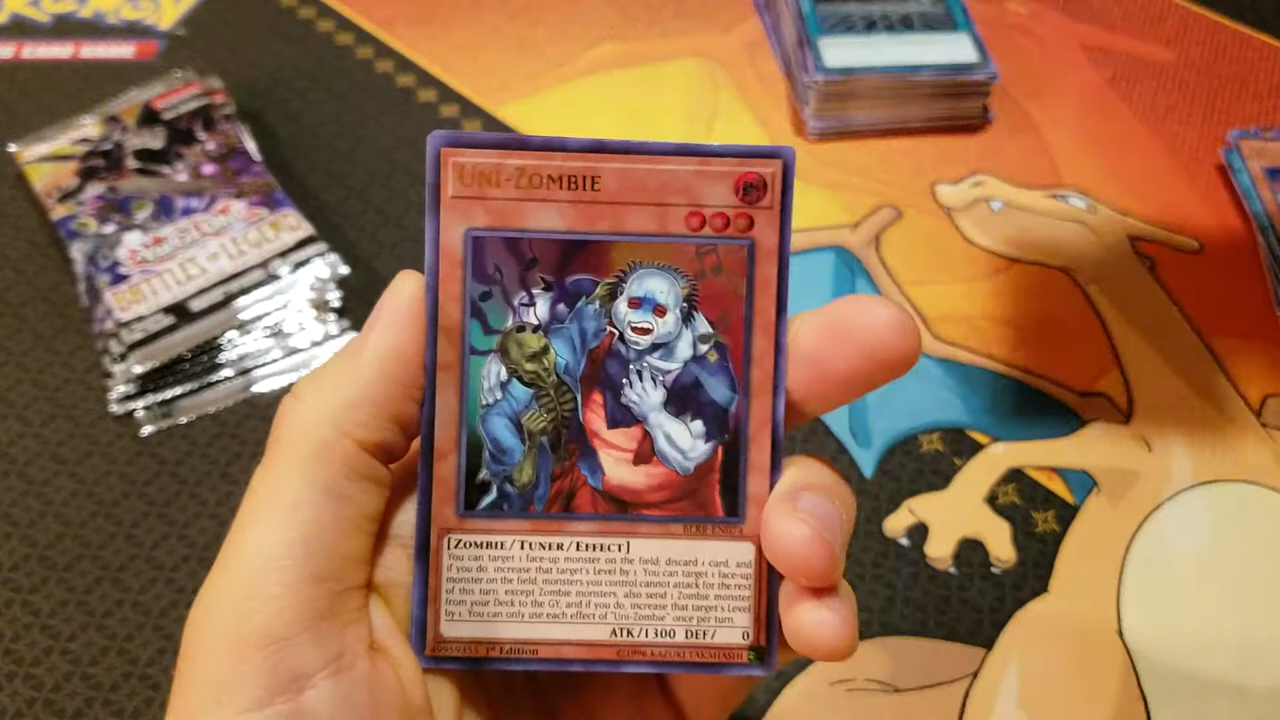 POKEMON
CARD GAME
BATTLES OF LEGEND
UNI-ZOMBIE
BLRR-EN074
[ZOMBIE/TUNER/EFFECT]
You can target 1 face-up monster on the field; discard 1 card, and
if you do, increase that target's Level by 1. You can target 1 face-up
monster on the field; monsters you control cannot attack for the rest
of this turn, except Zombie monsters, also send 1 Zombie monster
from your Deck to the GY, and if you do, increase that target's Level
by 1. You can only use each effect of "Uni-Zombie" once per turn.
ATK/1300 DEF/ 0
49959355 1st Edition
©1996 KAZUKI TAKAHASHI